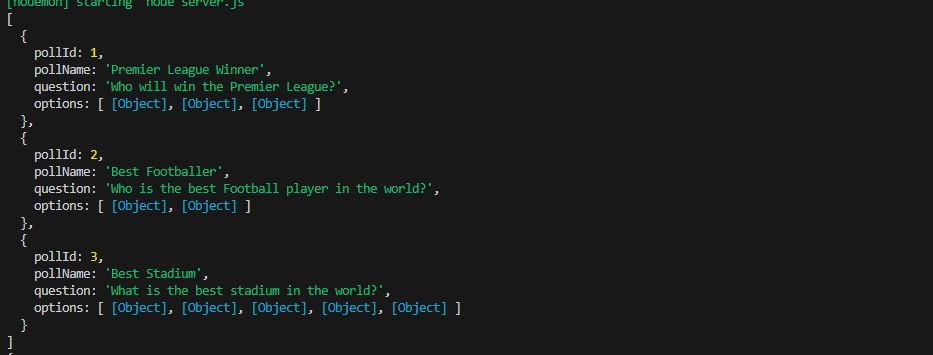 [nodemon] starting `node server.js`
[
  {
    pollId: 1,
    pollName: 'Premier League Winner',
    question: 'Who will win the Premier League?',
    options: [ [Object], [Object], [Object] ]
  },
  {
    pollId: 2,
    pollName: 'Best Footballer',
    question: 'Who is the best Football player in the world?',
    options: [ [Object], [Object] ]
  },
  {
    pollId: 3,
    pollName: 'Best Stadium',
    question: 'What is the best stadium in the world?',
    options: [ [Object], [Object], [Object], [Object], [Object] ]
  }
]